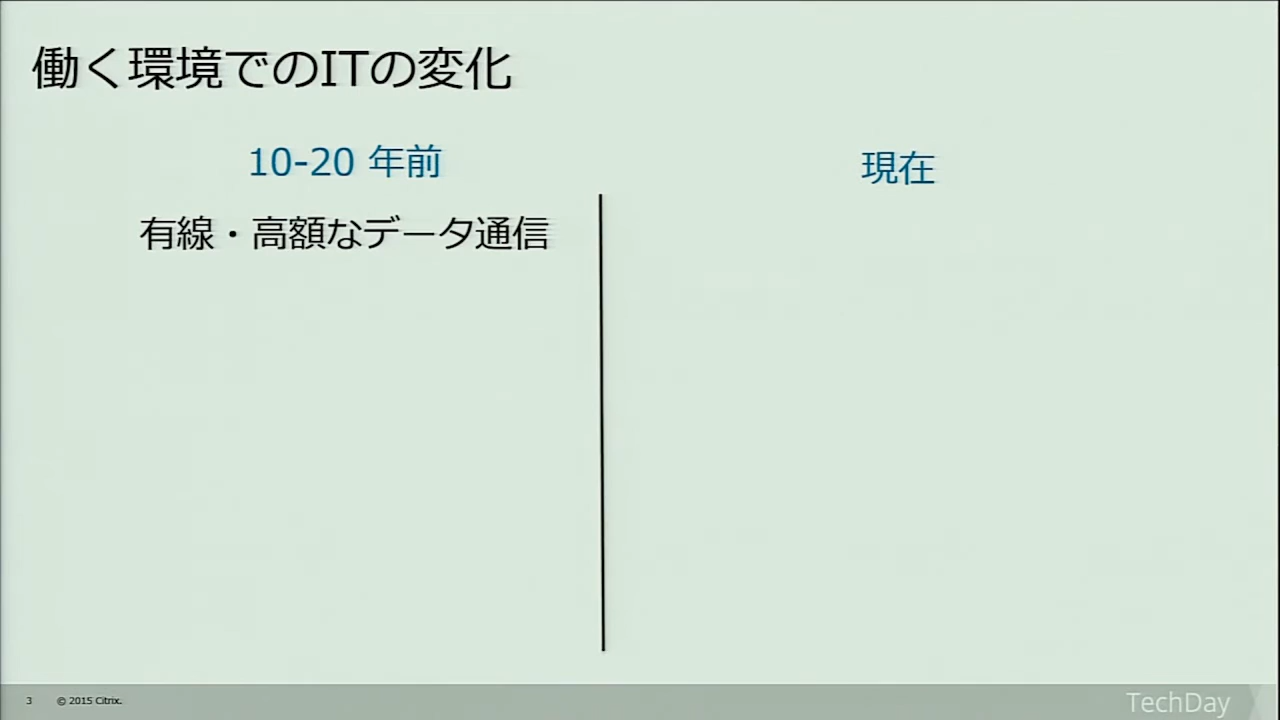 働く環境でのITの変化
10-20 年前
現在
有線・高額なデータ通信
3 © 2015 Citrix.
TechDay